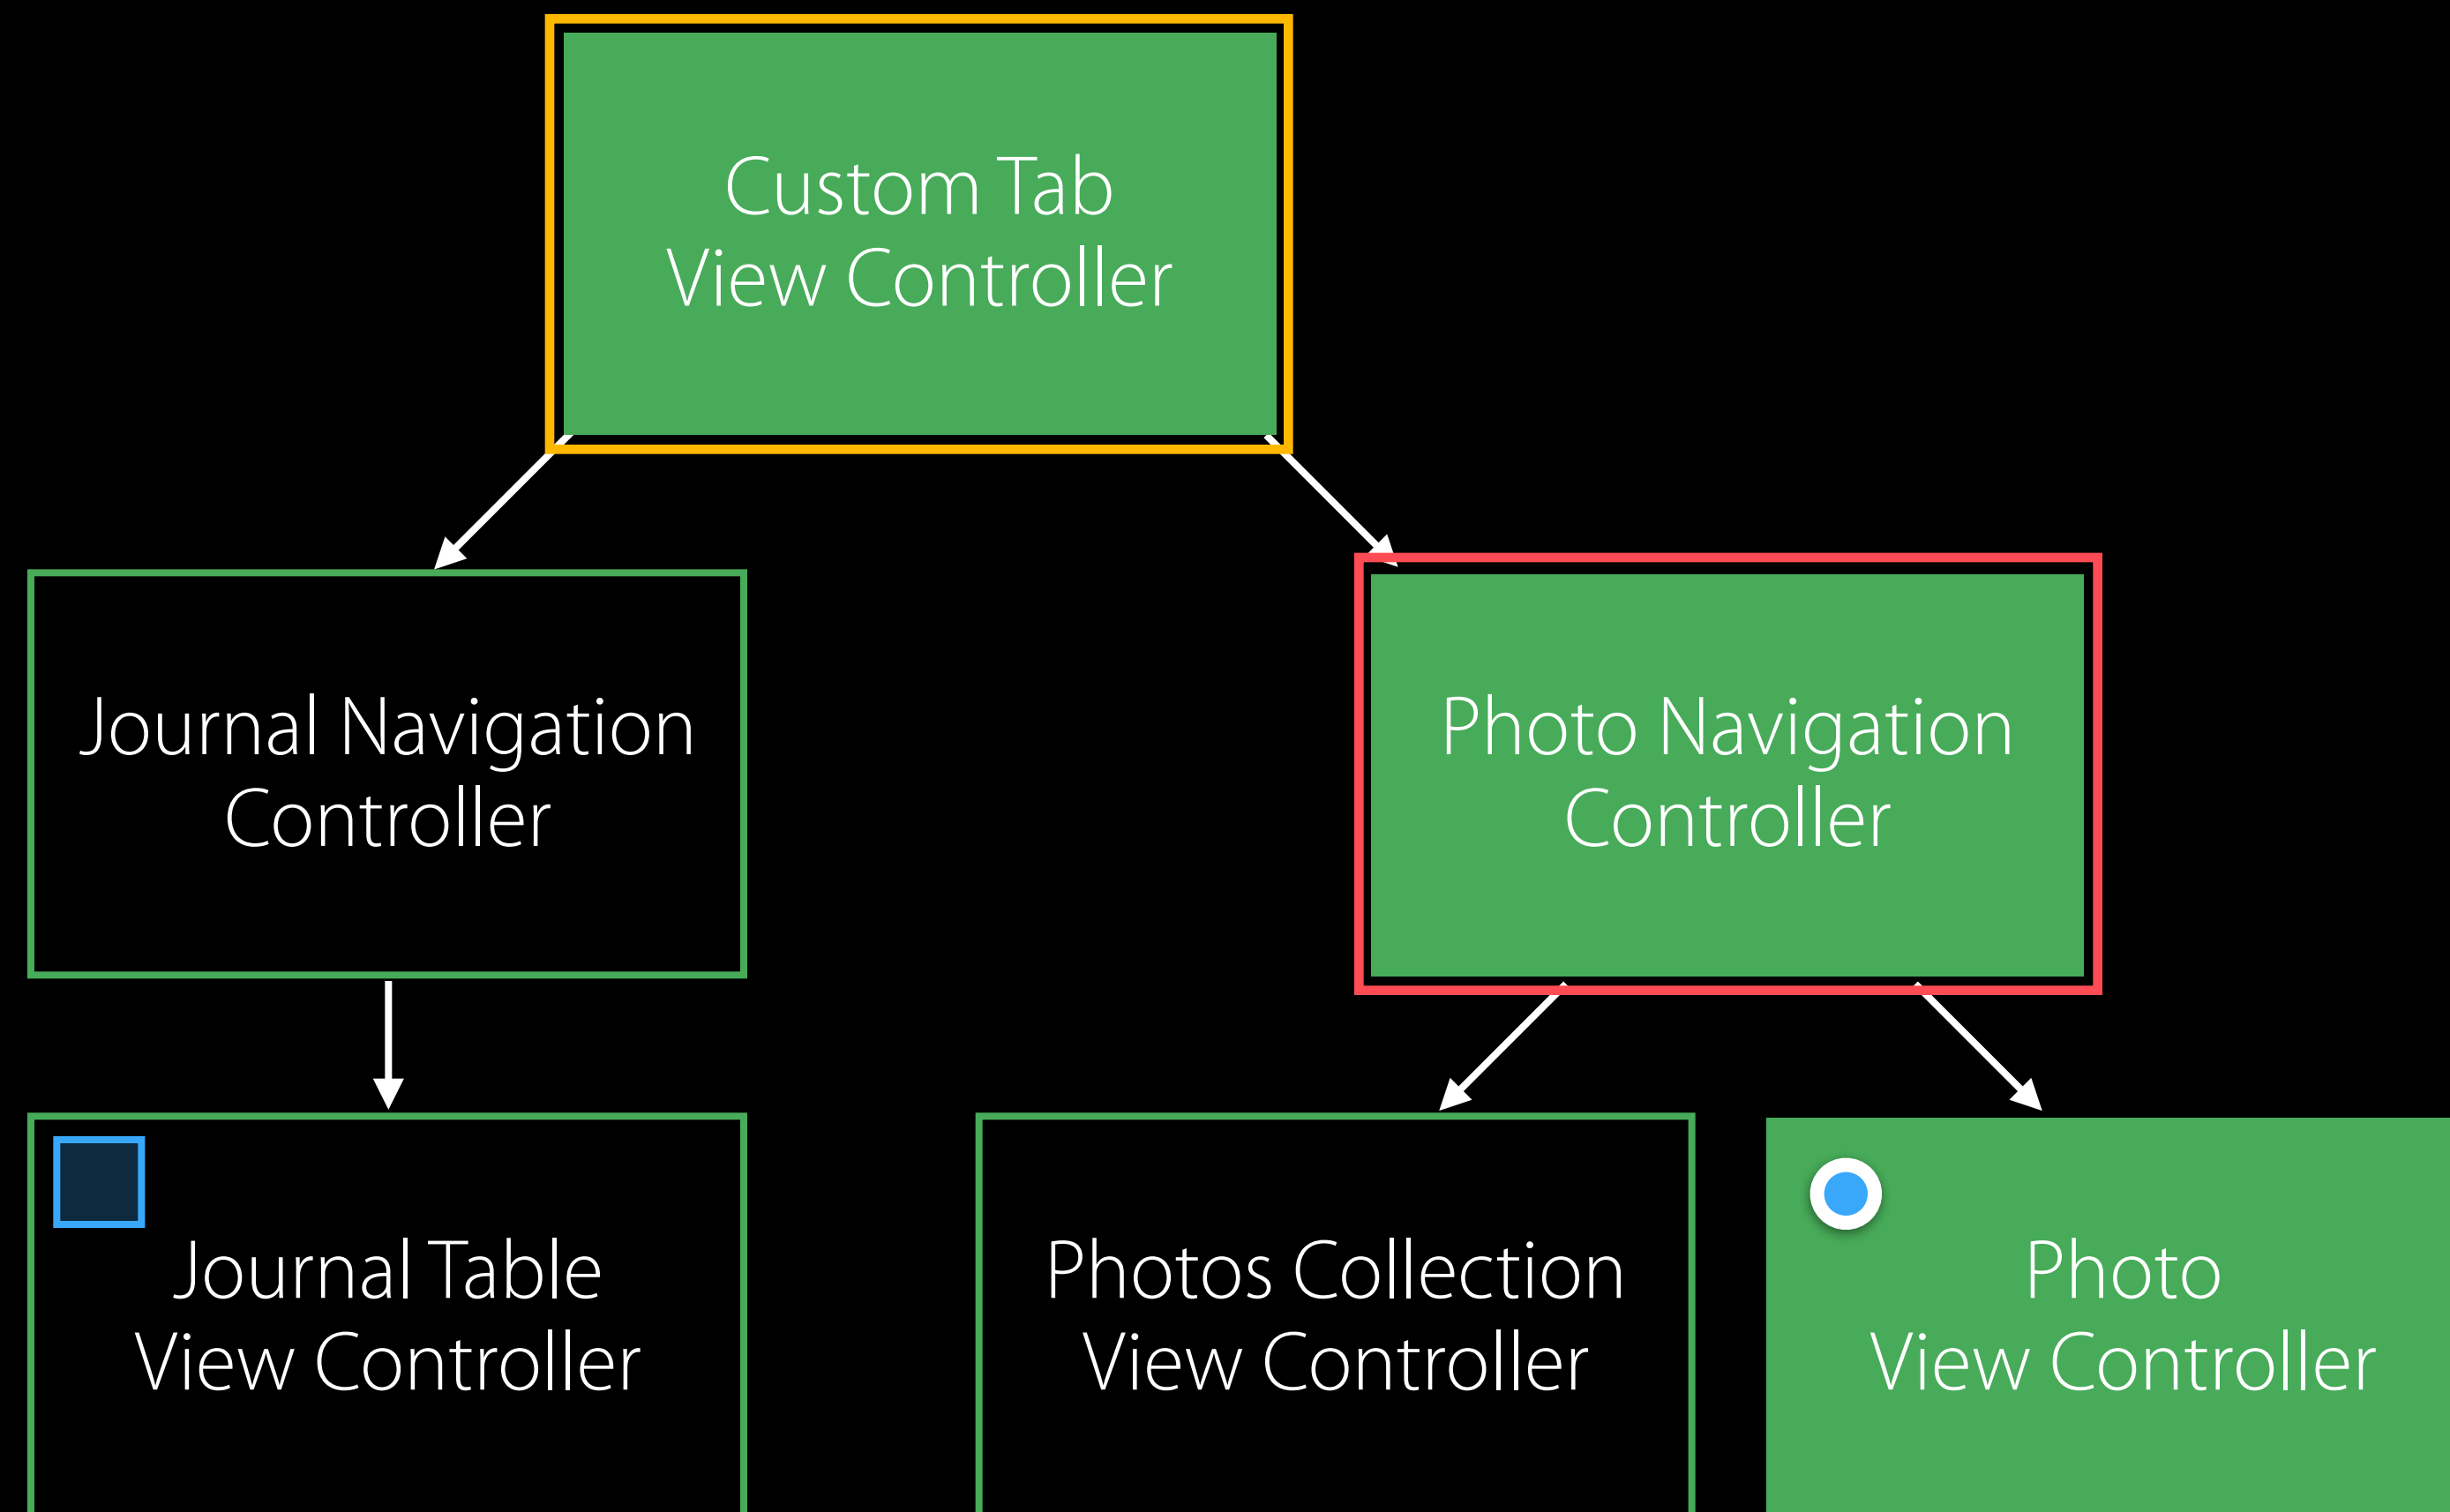 Custom Tab
View Controller
Journal Navigation
Controller
Photo Navigation
Controller
Journal Table
View Controller
Photos Collection
View Controller
Photo
View Controller